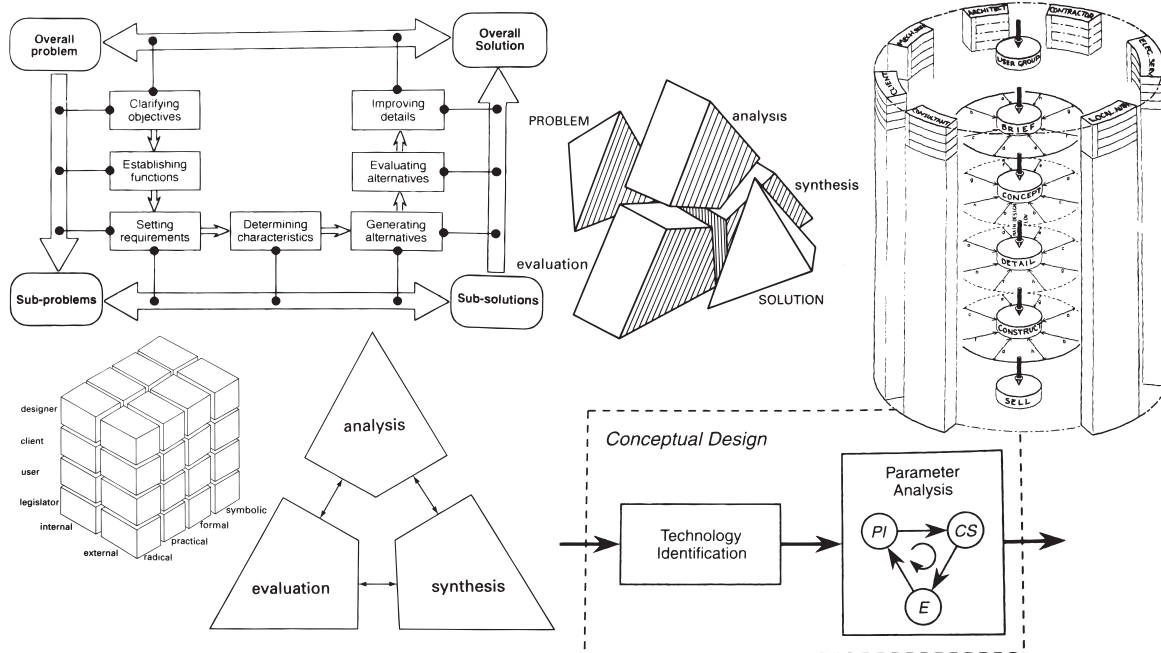 Overall
problem
Overall
Solution
Clarifying
objectives
Improving
details
Establishing
functions
Evaluating
alternatives
Setting
requirements
Determining
characteristics
Generating
alternatives
Sub-problems
Sub-solutions
PROBLEM
analysis
synthesis
evaluation
SOLUTION
ARCHITECT
CONTRACTOR
USER GROUP
CLIENT
CONSULTANT
BRIEF
CONCEPT
DETAIL
CONSTRUCT
SELL
designer
client
user
legislator
internal
external
radical
practical
formal
symbolic
analysis
evaluation
synthesis
Conceptual Design
Technology
Identification
Parameter
Analysis
PI
CS
E